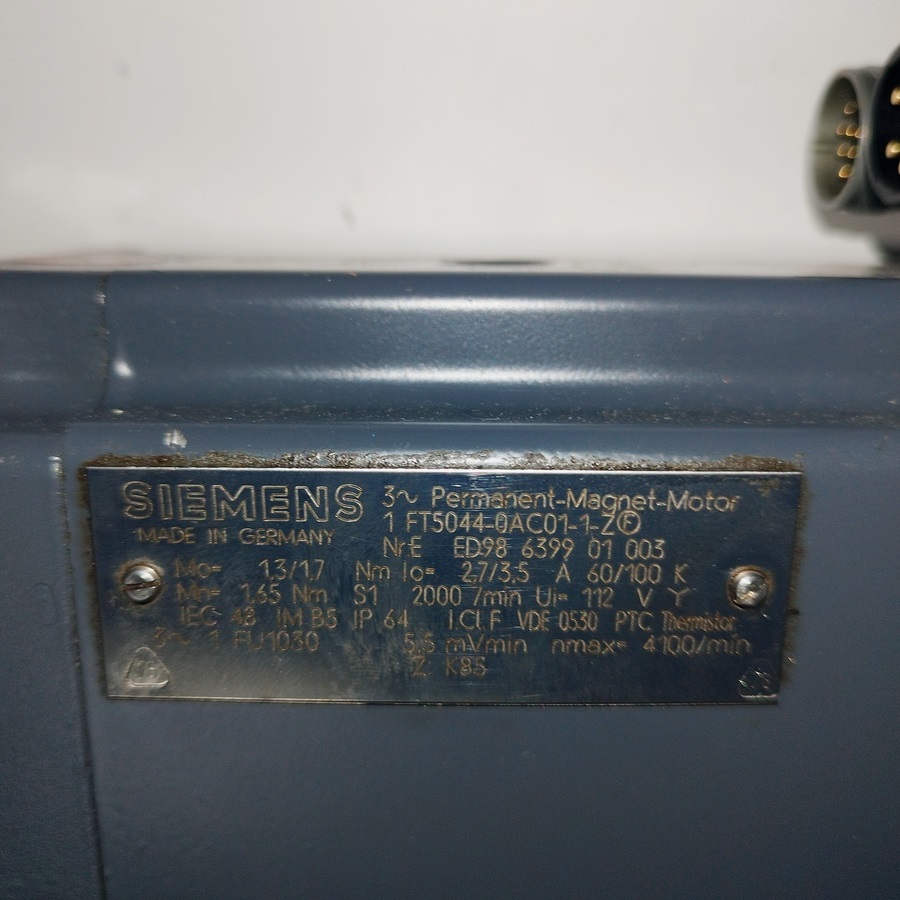 SIEMENS 3~ Permanent-Magnet-Motor
1 FT5044-0AC01-1-Z Ⓕ
MADE IN GERMANY
Nr.E ED98 6399 01 003
Mo= 1,3/1,7 Nm Io= 2,7/3,5 A 60/100 K
Mn= 1,65 Nm S1 2000 /min Ui= 112 V Y
IEC 48 IM B5 IP 64 I.Cl.F VDE 0530 PTC Thermistor
3~ 1 FU1030 5,5 mV/min nmax= 4100/min
Z K85